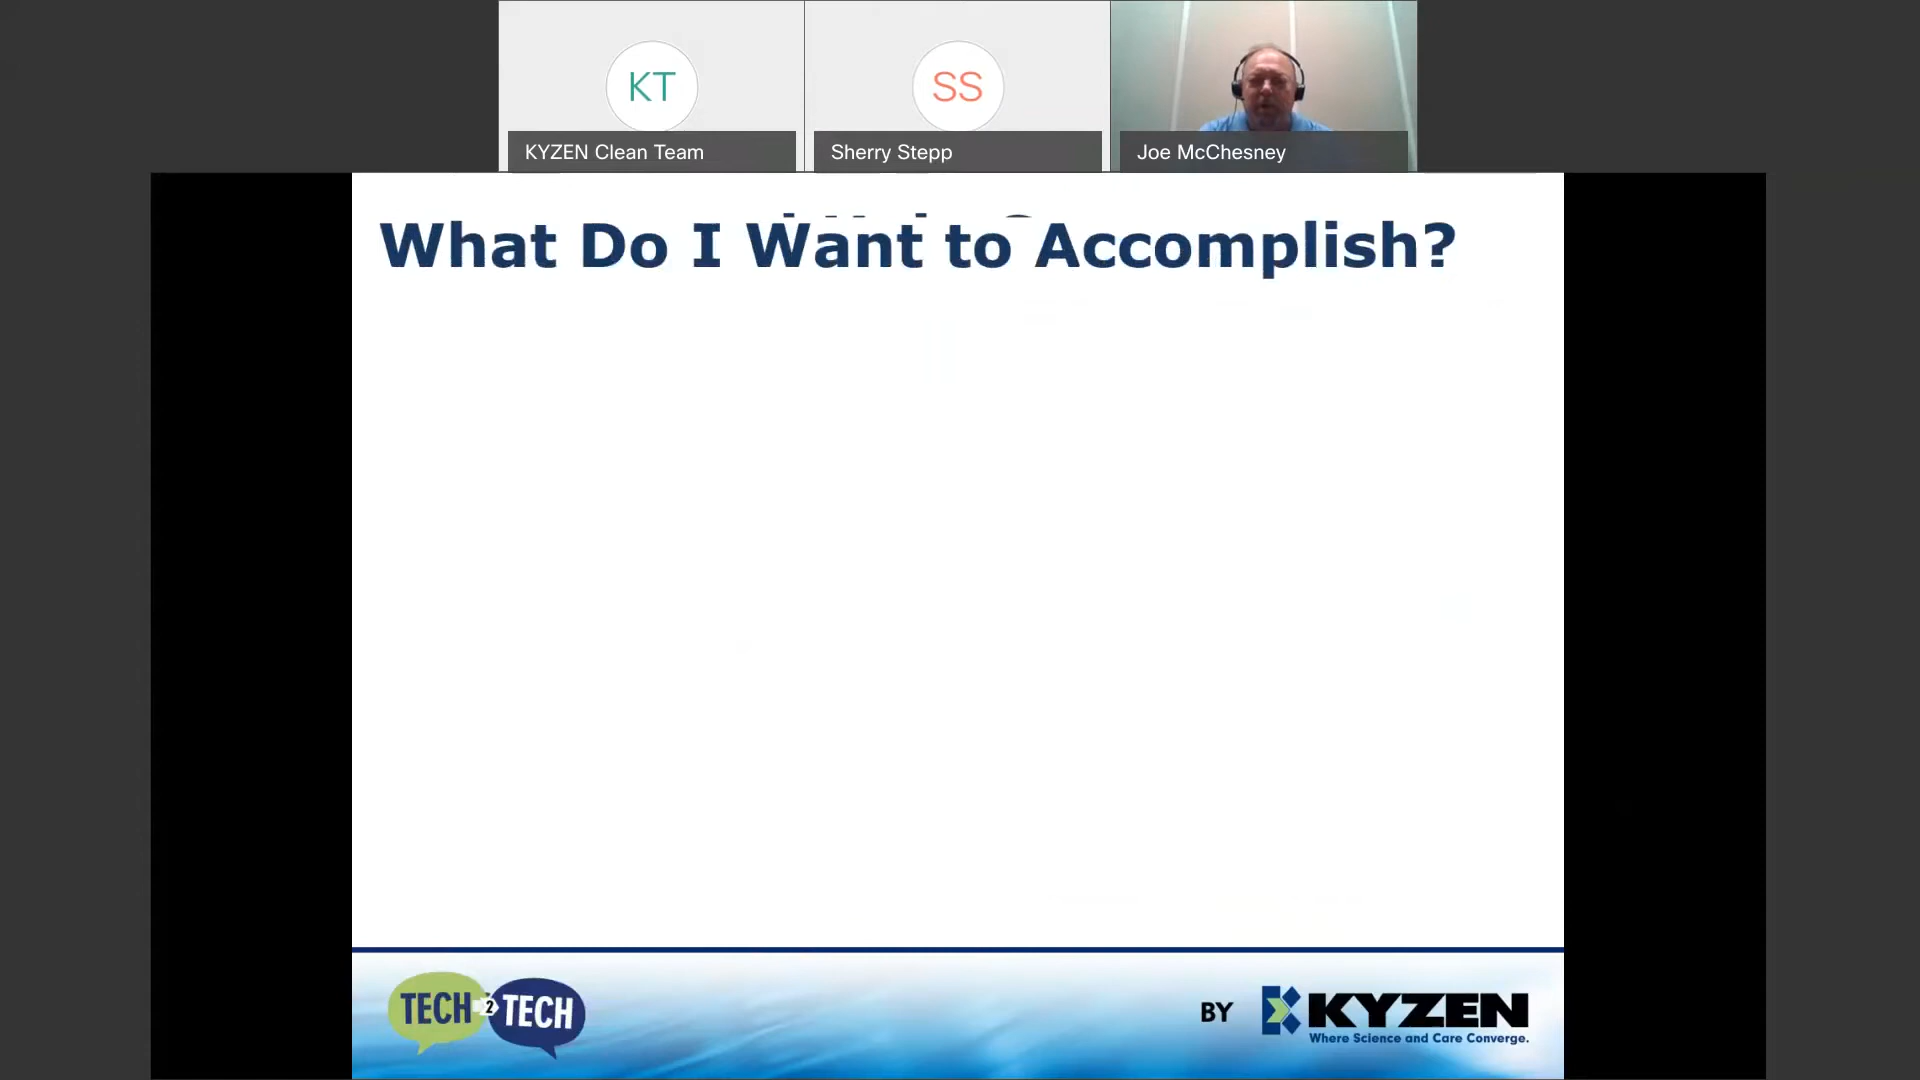 KT
SS
KYZEN Clean Team
Sherry Stepp
Joe McChesney
What Do I Want to Accomplish?
TECH 2 TECH
BY
KYZEN
Where Science and Care Converge.